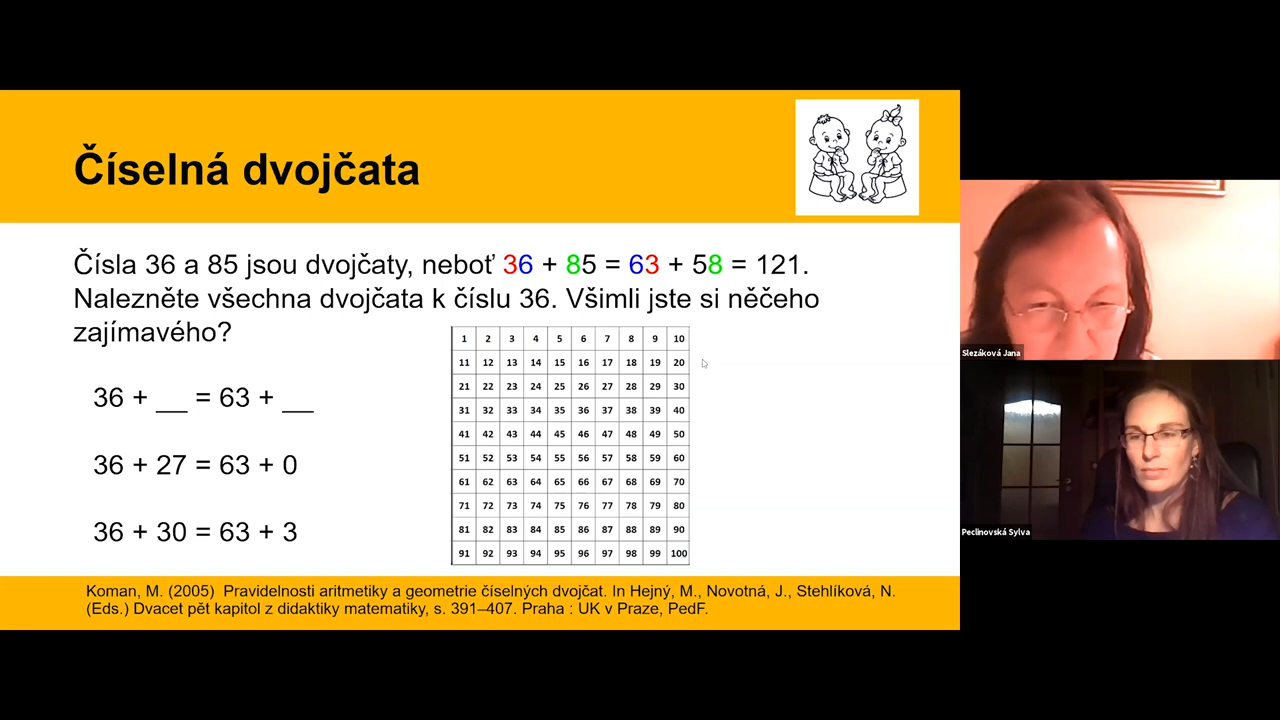 Číselná dvojčata
Čísla 36 a 85 jsou dvojčaty, neboť 36 + 85 = 63 + 58 = 121.
Nalezněte všechna dvojčata k číslu 36. Všimli jste si něčeho
zajímavého?
36 + __ = 63 + __
36 + 27 = 63 + 0
36 + 30 = 63 + 3
1 2 3 4 5 6 7 8 9 10
11 12 13 14 15 16 17 18 19 20
21 22 23 24 25 26 27 28 29 30
31 32 33 34 35 36 37 38 39 40
41 42 43 44 45 46 47 48 49 50
51 52 53 54 55 56 57 58 59 60
61 62 63 64 65 66 67 68 69 70
71 72 73 74 75 76 77 78 79 80
81 82 83 84 85 86 87 88 89 90
91 92 93 94 95 96 97 98 99 100
Koman, M. (2005) Pravidelnosti aritmetiky a geometrie číselných dvojčat. In Hejný, M., Novotná, J., Stehlíková, N.
(Eds.) Dvacet pět kapitol z didaktiky matematiky, s. 391–407. Praha : UK v Praze, PedF.
Slezáková Jana
Peclinovská Sylva